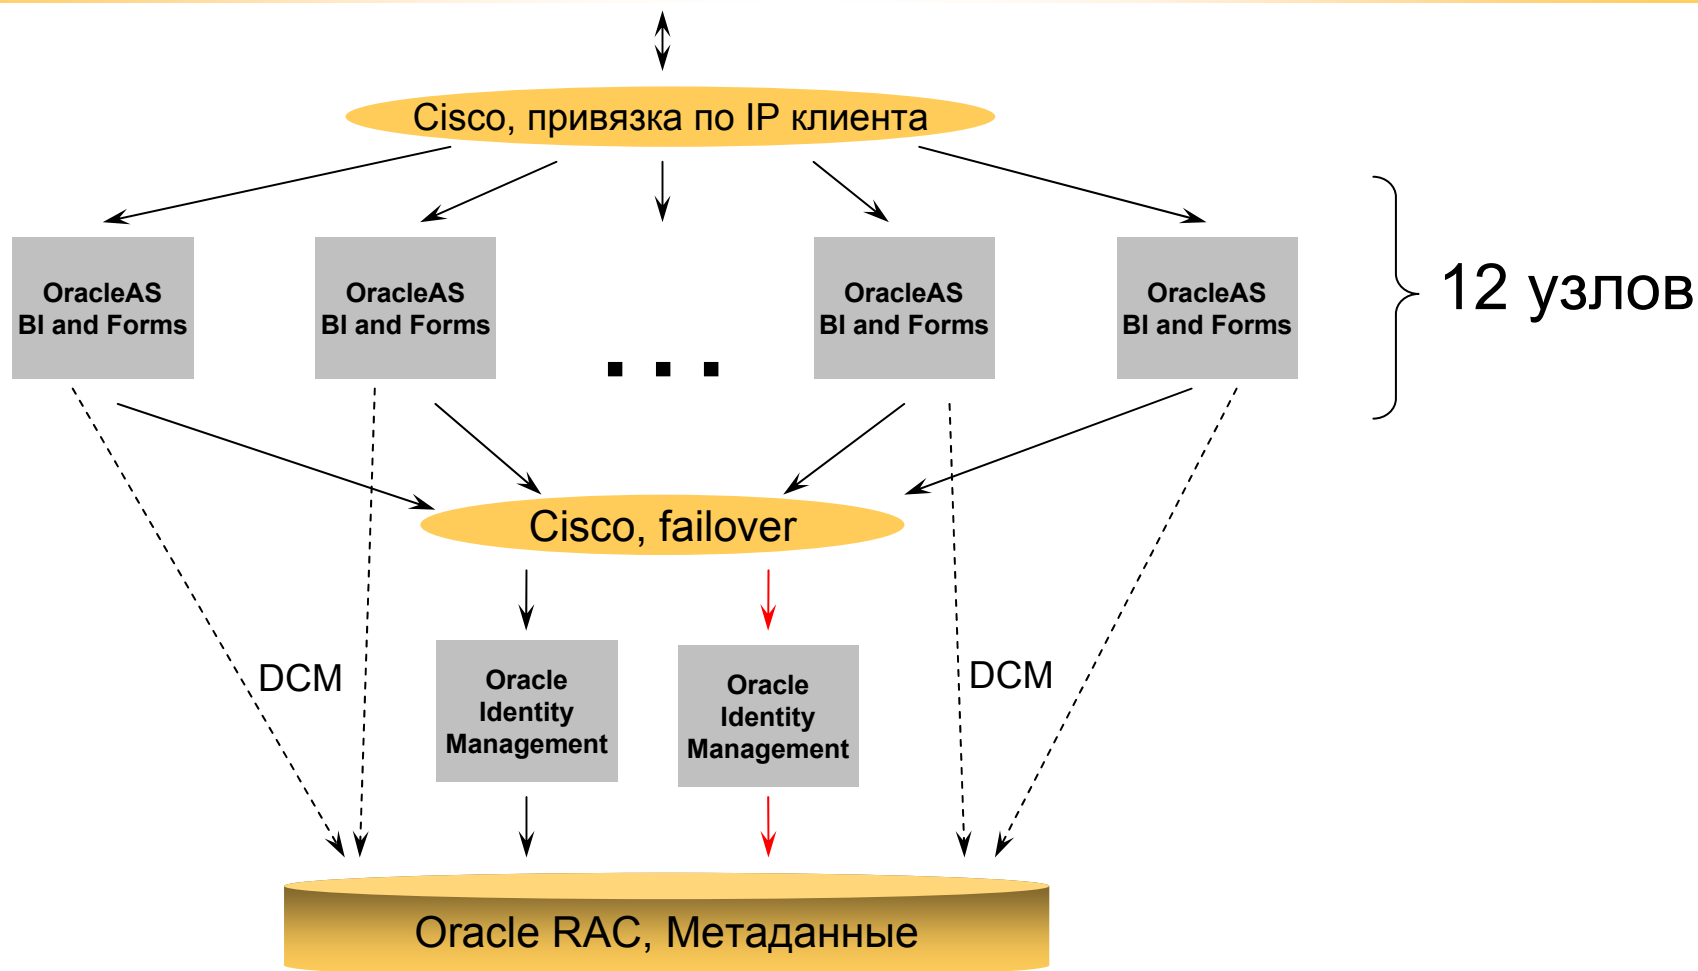 Cisco, привязка по IP клиента
OracleAS
BI and Forms
OracleAS
BI and Forms
. . .
OracleAS
BI and Forms
OracleAS
BI and Forms
12 узлов
Cisco, failover
DCM
Oracle
Identity
Management
Oracle
Identity
Management
DCM
Oracle RAC, Метаданные